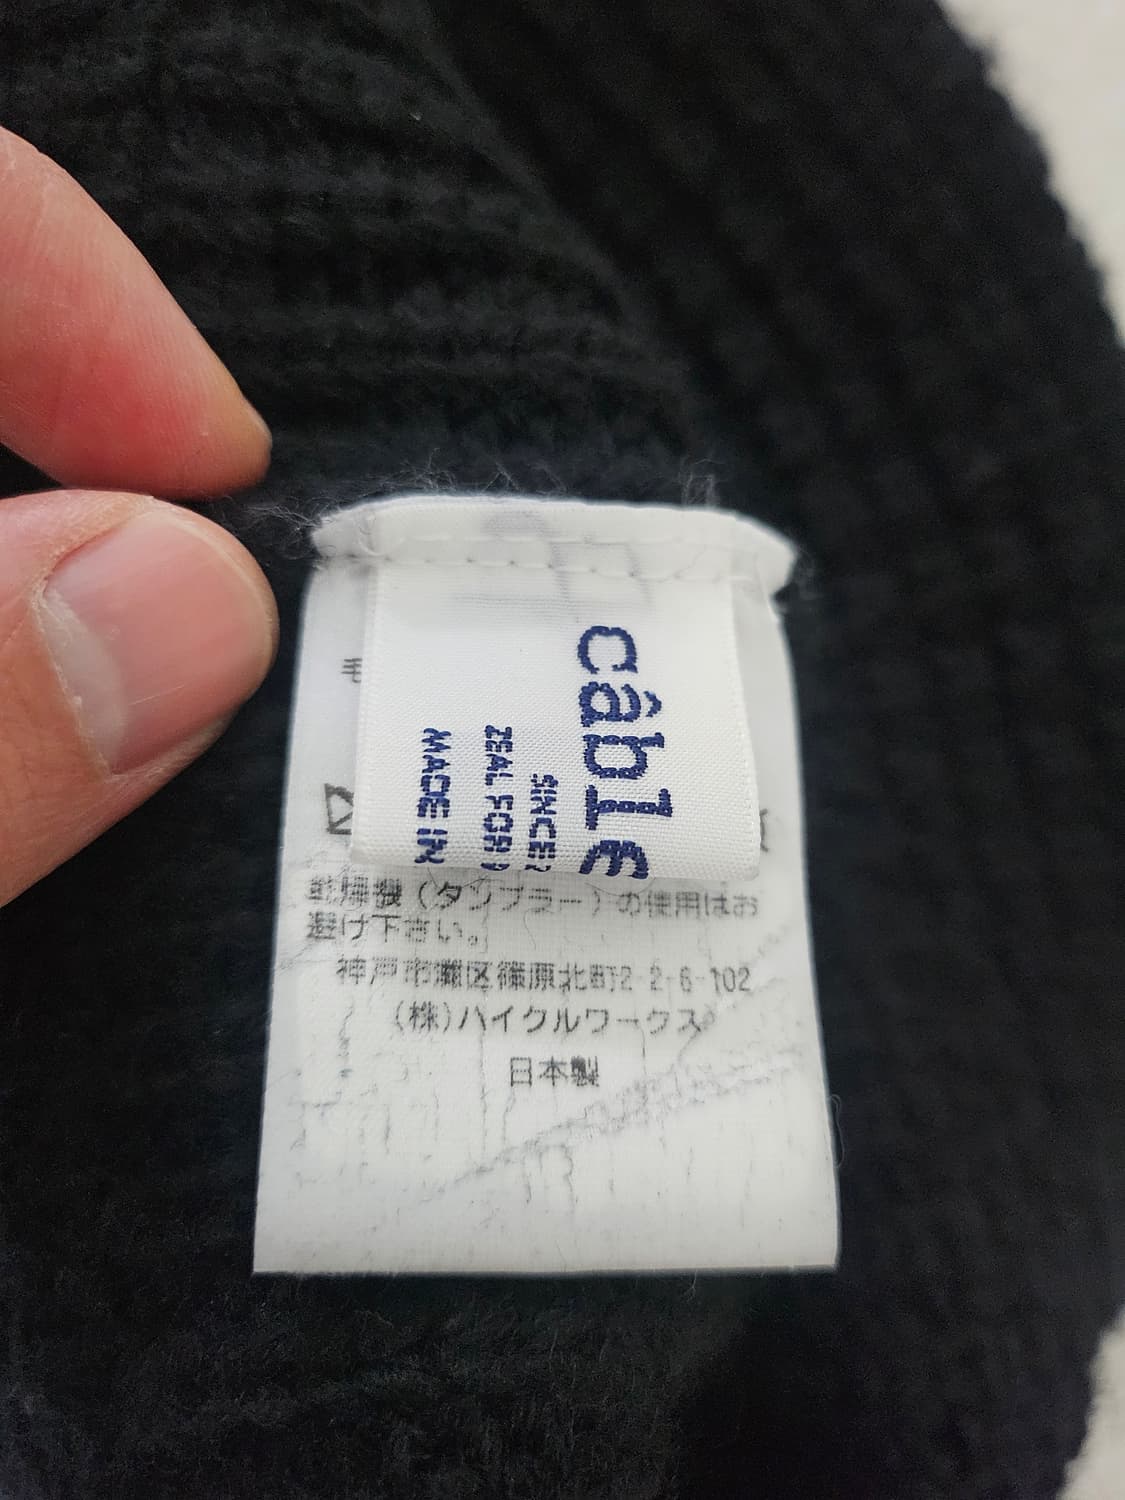 câble
SINCE
ZEAL FOR
MADE IN
毛
乾燥機（タンブラー）の使用はお
避け下さい。
神戸市灘区篠原北町2-2-6-102
（株）ハイクルワークス
日本製